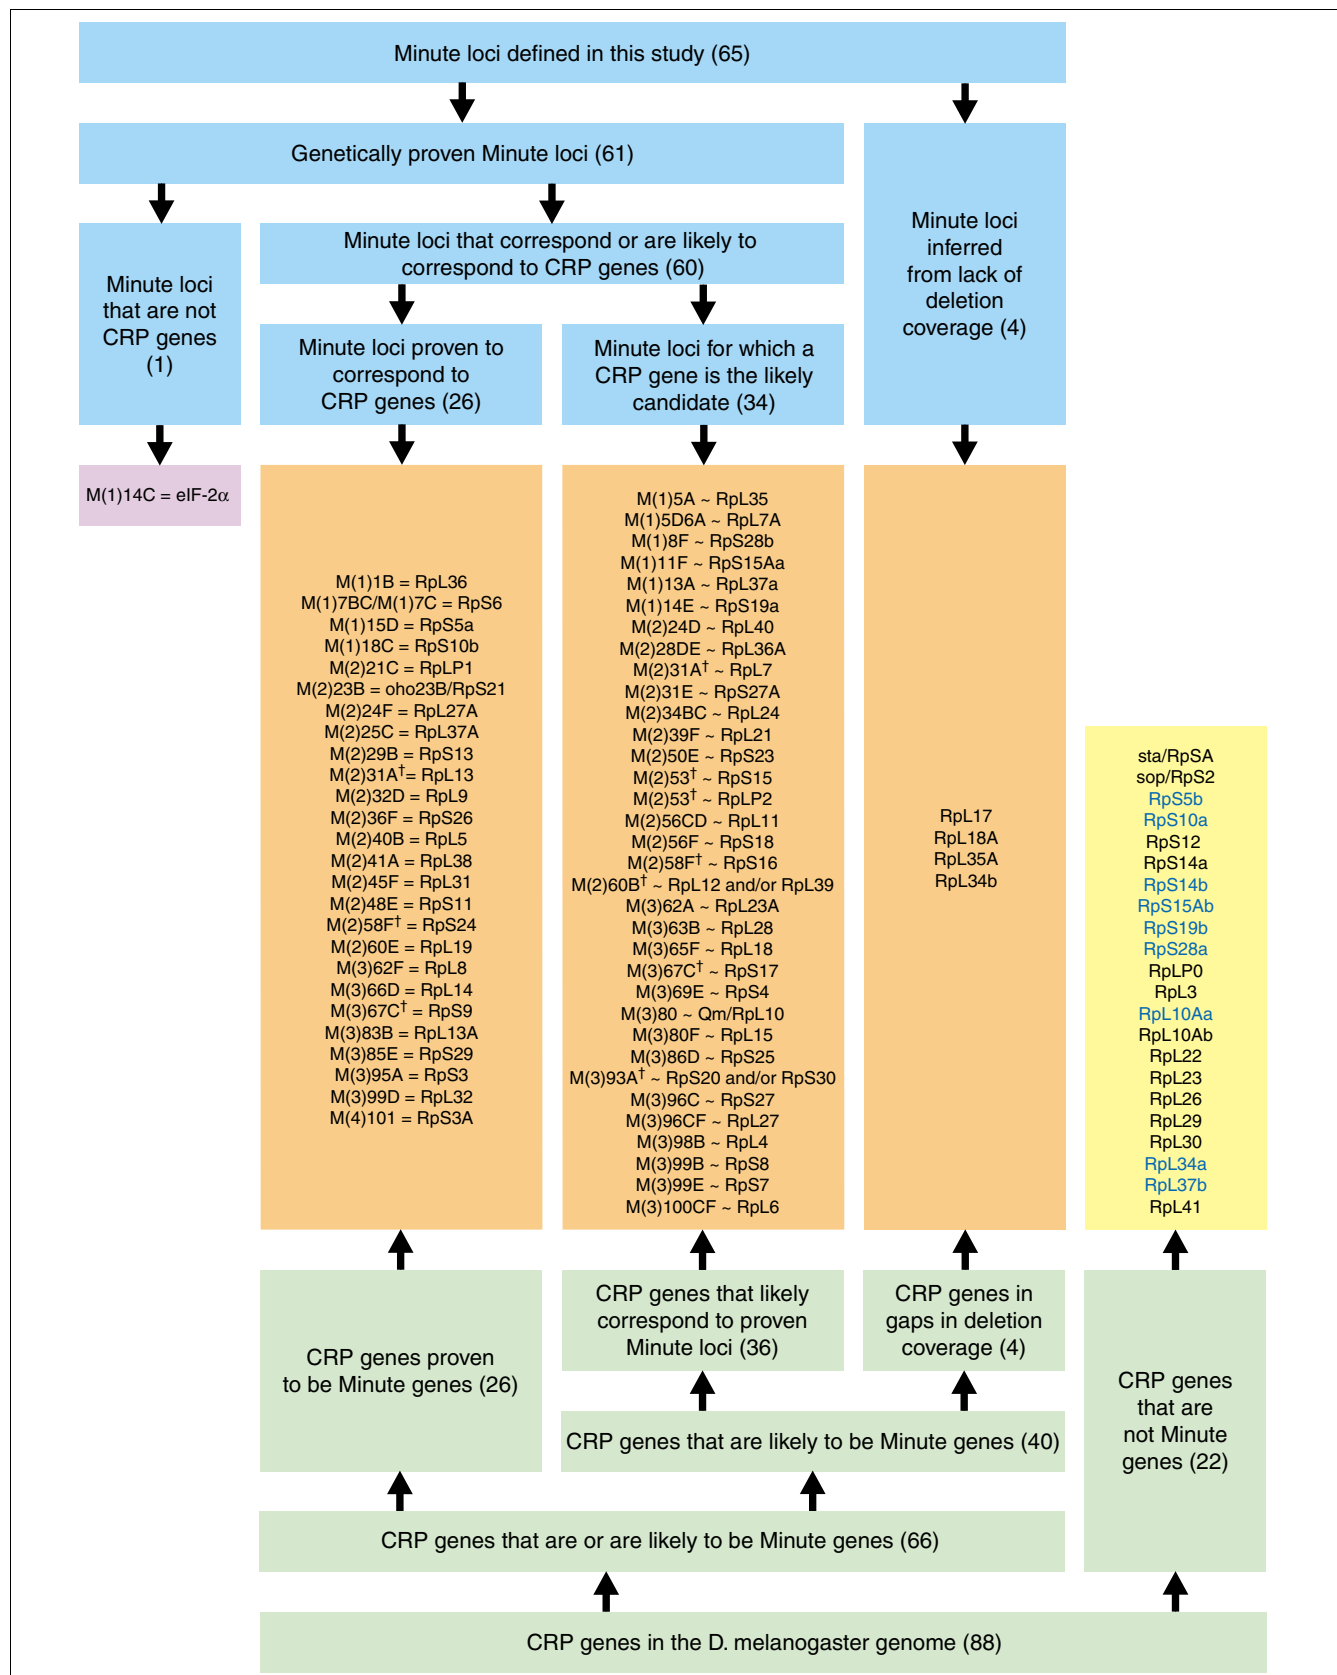 Minute loci defined in this study (65)
Genetically proven Minute loci (61)
Minute loci
that are not
CRP genes
(1)
Minute loci that correspond or are likely to
correspond to CRP genes (60)
Minute loci proven to
correspond to
CRP genes (26)
Minute loci for which a
CRP gene is the likely
candidate (34)
Minute loci
inferred
from lack of
deletion
coverage (4)
M(1)14C = eIF-2α
M(1)1B = RpL36
M(1)7BC/M(1)7C = RpS6
M(1)15D = RpS5a
M(1)18C = RpS10b
M(2)21C = RpLP1
M(2)23B = oho23B/RpS21
M(2)24F = RpL27A
M(2)25C = RpL37A
M(2)29B = RpS13
M(2)31A†= RpL13
M(2)32D = RpL9
M(2)36F = RpS26
M(2)40B = RpL5
M(2)41A = RpL38
M(2)45F = RpL31
M(2)48E = RpS11
M(2)58F† = RpS24
M(2)60E = RpL19
M(3)62F = RpL8
M(3)66D = RpL14
M(3)67C† = RpS9
M(3)83B = RpL13A
M(3)85E = RpS29
M(3)95A = RpS3
M(3)99D = RpL32
M(4)101 = RpS3A
M(1)5A ~ RpL35
M(1)5D6A ~ RpL7A
M(1)8F ~ RpS28b
M(1)11F ~ RpS15Aa
M(1)13A ~ RpL37a
M(1)14E ~ RpS19a
M(2)24D ~ RpL40
M(2)28DE ~ RpL36A
M(2)31A† ~ RpL7
M(2)31E ~ RpS27A
M(2)34BC ~ RpL24
M(2)39F ~ RpL21
M(2)50E ~ RpS23
M(2)53† ~ RpS15
M(2)53† ~ RpLP2
M(2)56CD ~ RpL11
M(2)56F ~ RpS18
M(2)58F† ~ RpS16
M(2)60B† ~ RpL12 and/or RpL39
M(3)62A ~ RpL23A
M(3)63B ~ RpL28
M(3)65F ~ RpL18
M(3)67C† ~ RpS17
M(3)69E ~ RpS4
M(3)80 ~ Qm/RpL10
M(3)80F ~ RpL15
M(3)86D ~ RpS25
M(3)93A† ~ RpS20 and/or RpS30
M(3)96C ~ RpS27
M(3)96CF ~ RpL27
M(3)98B ~ RpL4
M(3)99B ~ RpS8
M(3)99E ~ RpS7
M(3)100CF ~ RpL6
RpL17
RpL18A
RpL35A
RpL34b
sta/RpSA
sop/RpS2
RpS5b
RpS10a
RpS12
RpS14a
RpS14b
RpS15Ab
RpS19b
RpS28a
RpLP0
RpL3
RpL10Aa
RpL10Ab
RpL22
RpL23
RpL26
RpL29
RpL30
RpL34a
RpL37b
RpL41
CRP genes proven
to be Minute genes (26)
CRP genes that likely
correspond to proven
Minute loci (36)
CRP genes in
gaps in deletion
coverage (4)
CRP genes
that are
not Minute
genes (22)
CRP genes that are likely to be Minute genes (40)
CRP genes that are or are likely to be Minute genes (66)
CRP genes in the D. melanogaster genome (88)